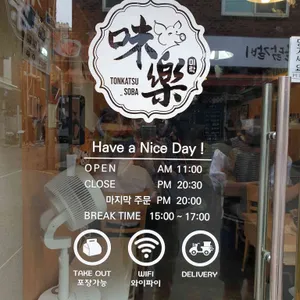 味
樂
TONKATSU
SOBA
Have a Nice Day !
OPEN AM 11:00
CLOSE PM 20:30
마지막 주문 PM 20:00
BREAK TIME 15:00 ~ 17:00
TAKE OUT
포장가능
WIFI
와이파이
DELIVERY